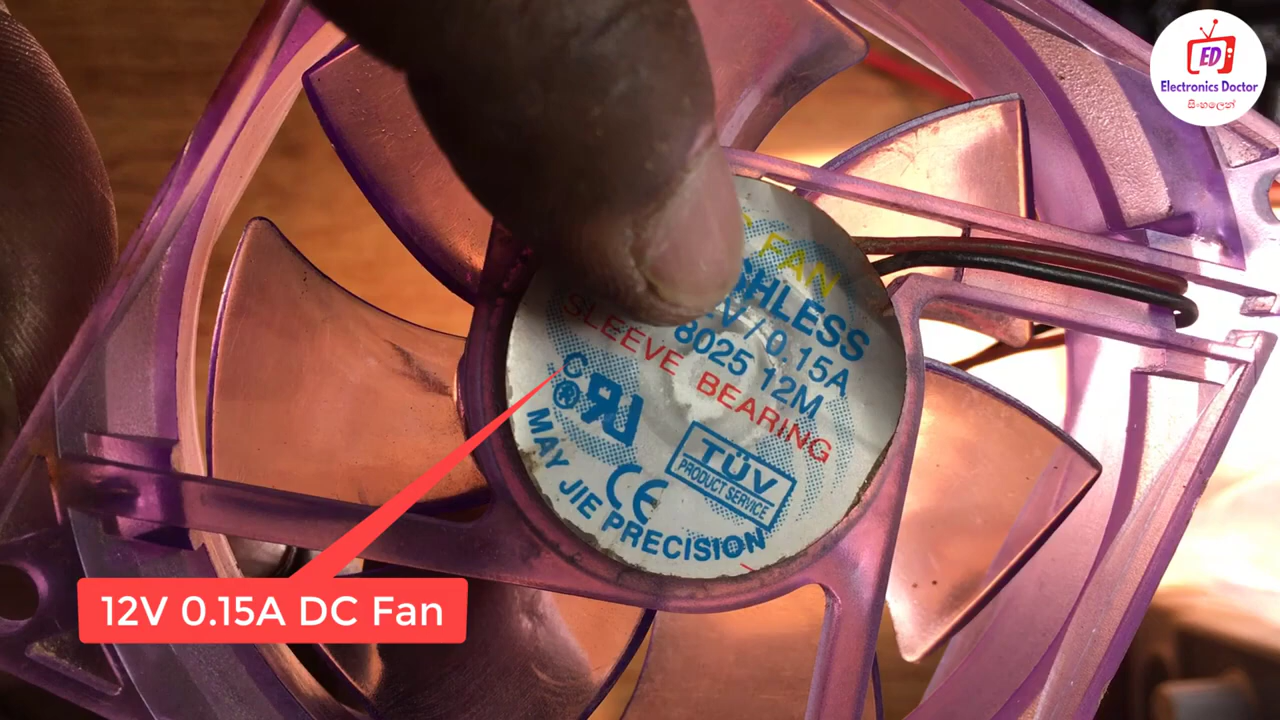 ED
Electronics Doctor
සිංහලෙන්
FAN
0.15A
8025 12M
SLEEVE BEARING
C
®
TÜV
PRODUCT SERVICE
CE
MAY JIE PRECISION
12V 0.15A DC Fan